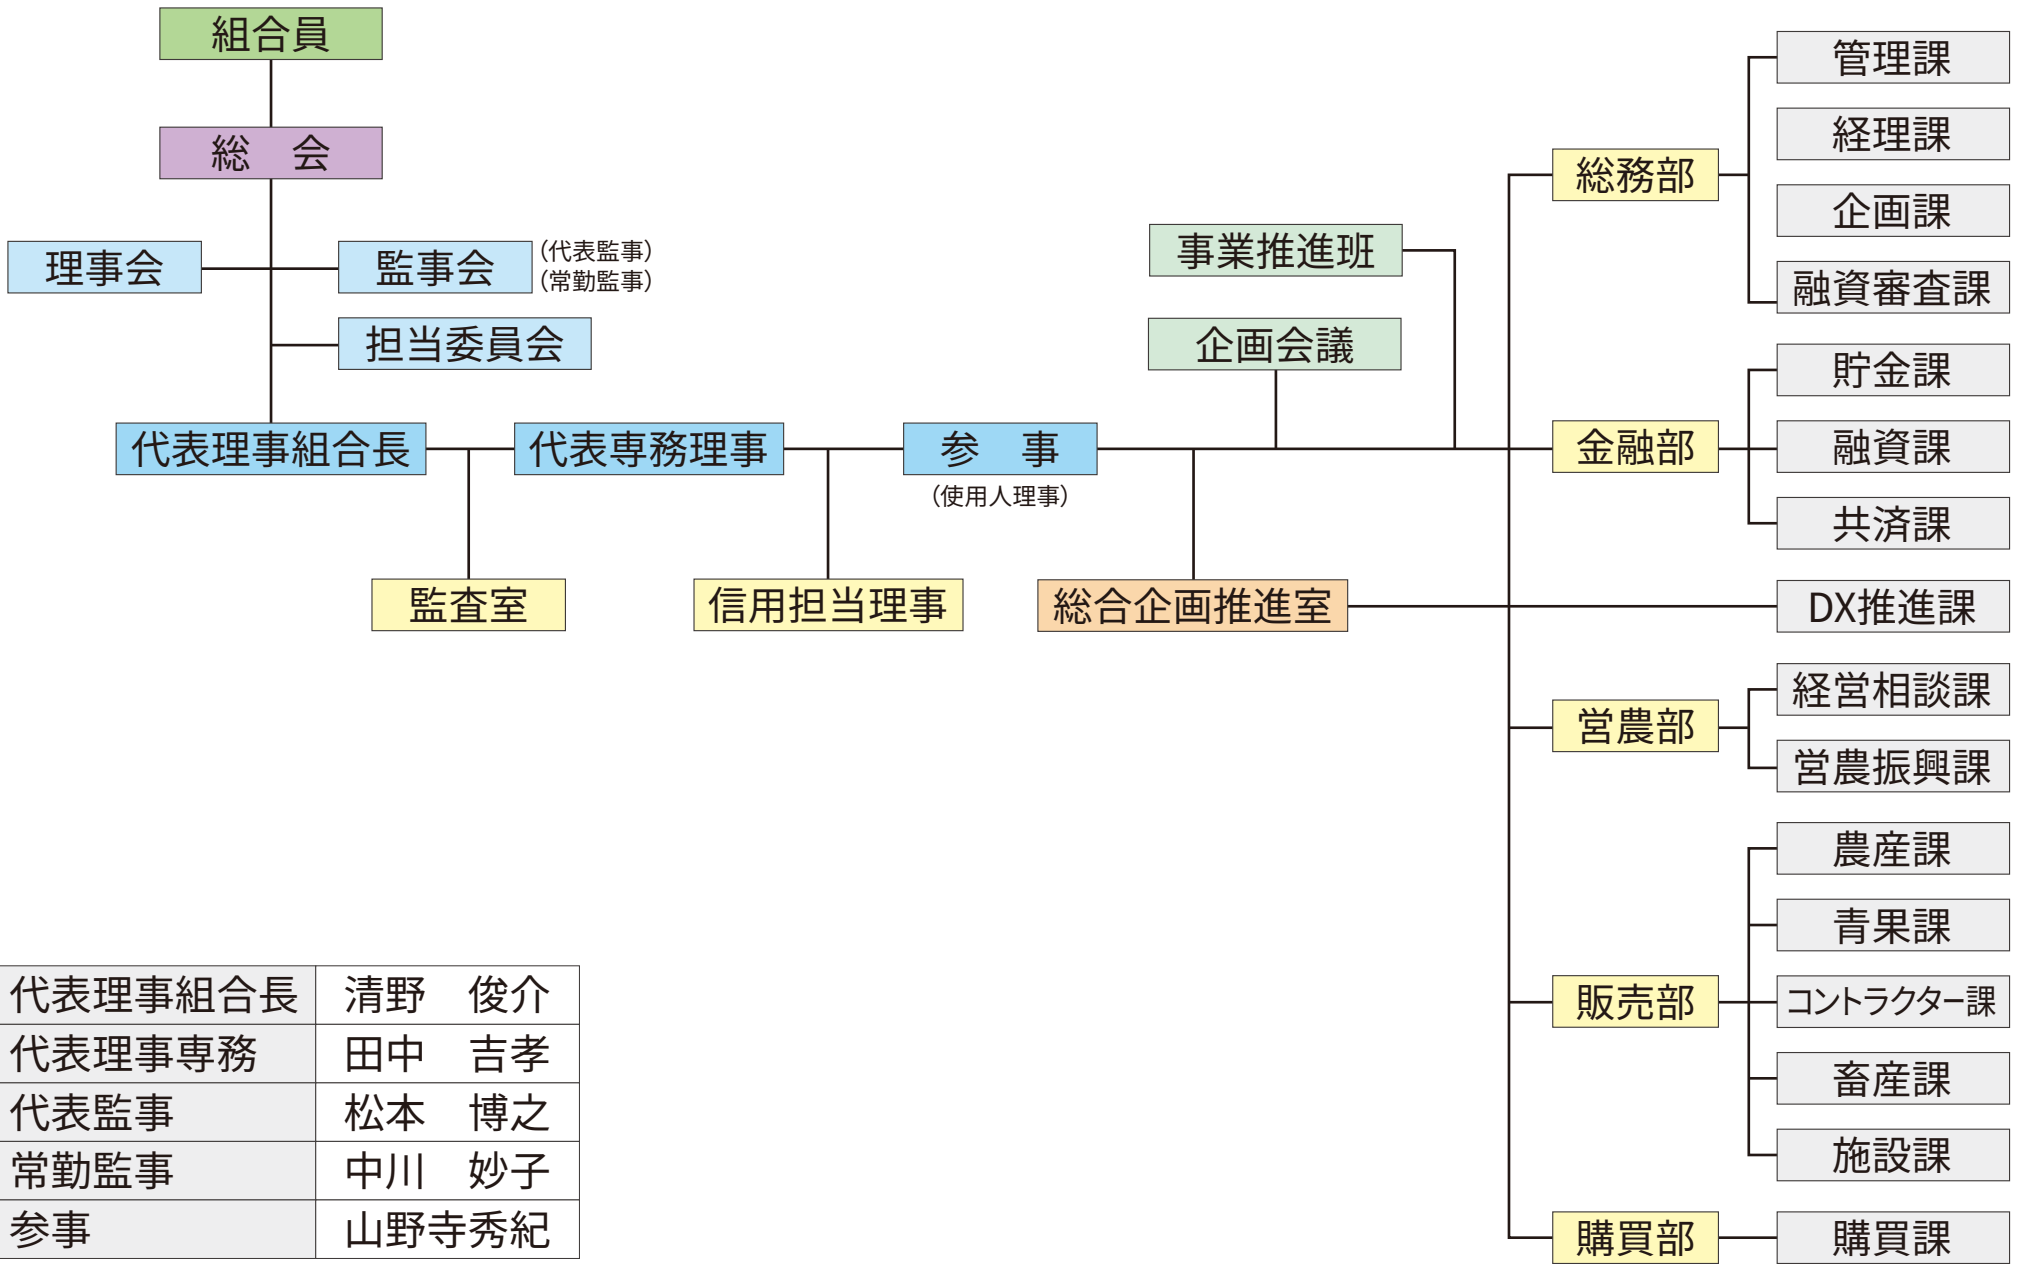 組合員
総　会
理事会
監事会
（代表監事）
（常勤監事）
担当委員会
代表理事組合長
代表専務理事
参　事
（使用人理事）
監査室
信用担当理事
総合企画推進室
事業推進班
企画会議
総務部
管理課
経理課
企画課
融資審査課
金融部
貯金課
融資課
共済課
DX推進課
営農部
経営相談課
営農振興課
販売部
農産課
青果課
コントラクター課
畜産課
施設課
購買部
購買課
代表理事組合長　清野　俊介
代表理事専務　田中　吉孝
代表監事　松本　博之
常勤監事　中川　妙子
参事　山野寺秀紀